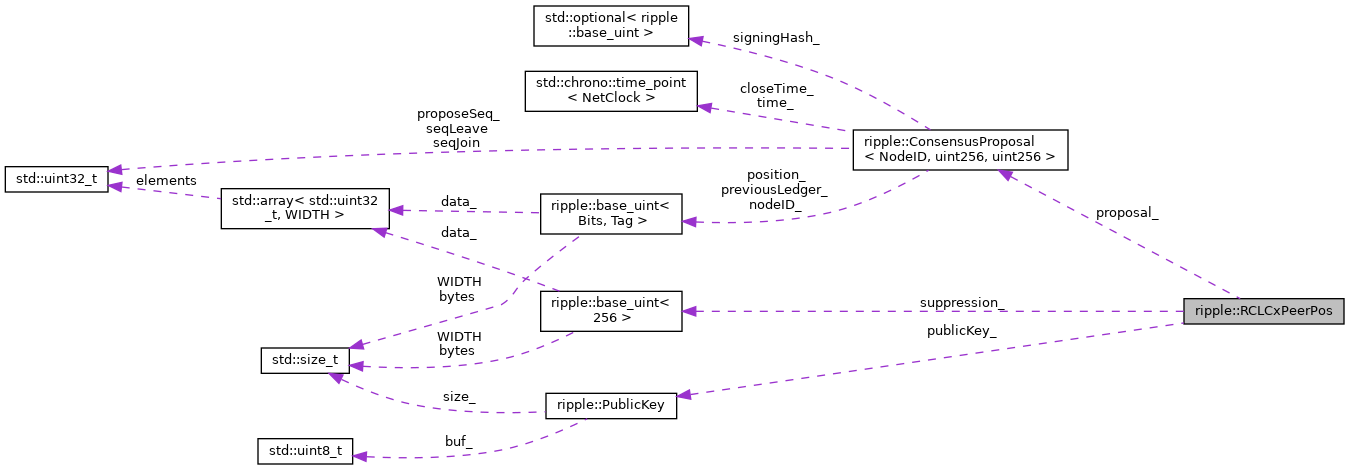 std::optional< ripple
::base_uint >
signingHash_
std::chrono::time_point
< NetClock >
closeTime_
time_
proposeSeq_
seqLeave
seqJoin
ripple::ConsensusProposal
< NodeID, uint256, uint256 >
std::uint32_t
elements
std::array< std::uint32
_t, WIDTH >
data_
data_
ripple::base_uint<
Bits, Tag >
position_
previousLedger_
nodeID_
proposal_
WIDTH
bytes
ripple::base_uint<
256 >
suppression_
ripple::RCLCxPeerPos
publicKey_
WIDTH
bytes
std::size_t
size_
ripple::PublicKey
buf_
std::uint8_t